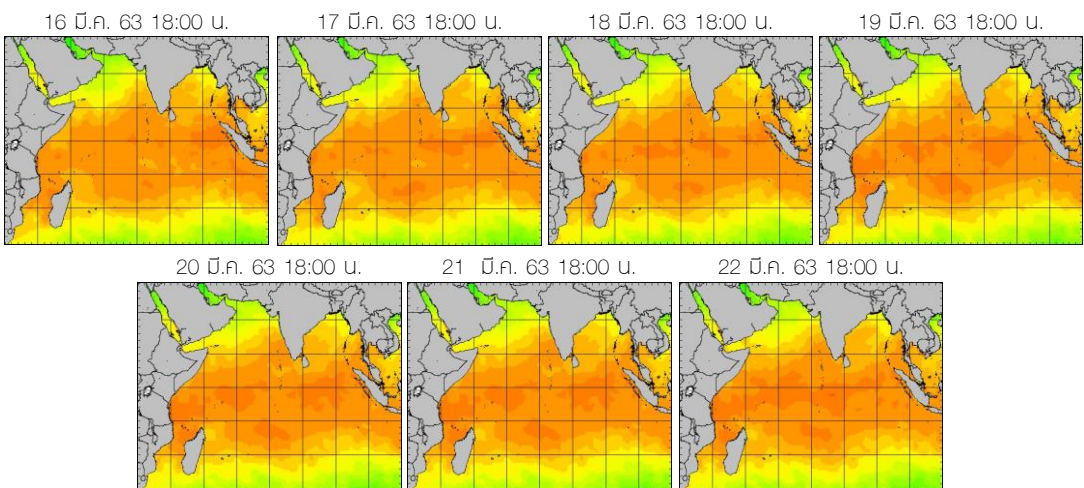 16 มี.ค. 63 18:00 น.
17 มี.ค. 63 18:00 น.
18 มี.ค. 63 18:00 น.
19 มี.ค. 63 18:00 น.
20 มี.ค. 63 18:00 น.
21 มี.ค. 63 18:00 น.
22 มี.ค. 63 18:00 น.